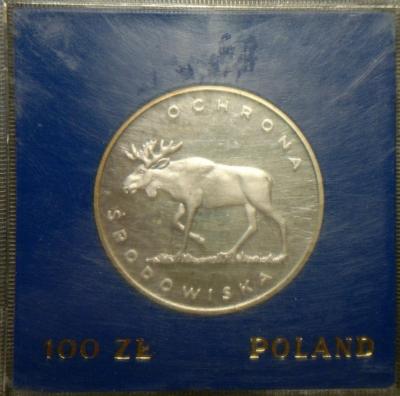 OCHRONA
ŚRODOWISKA
100 ZŁ POLAND